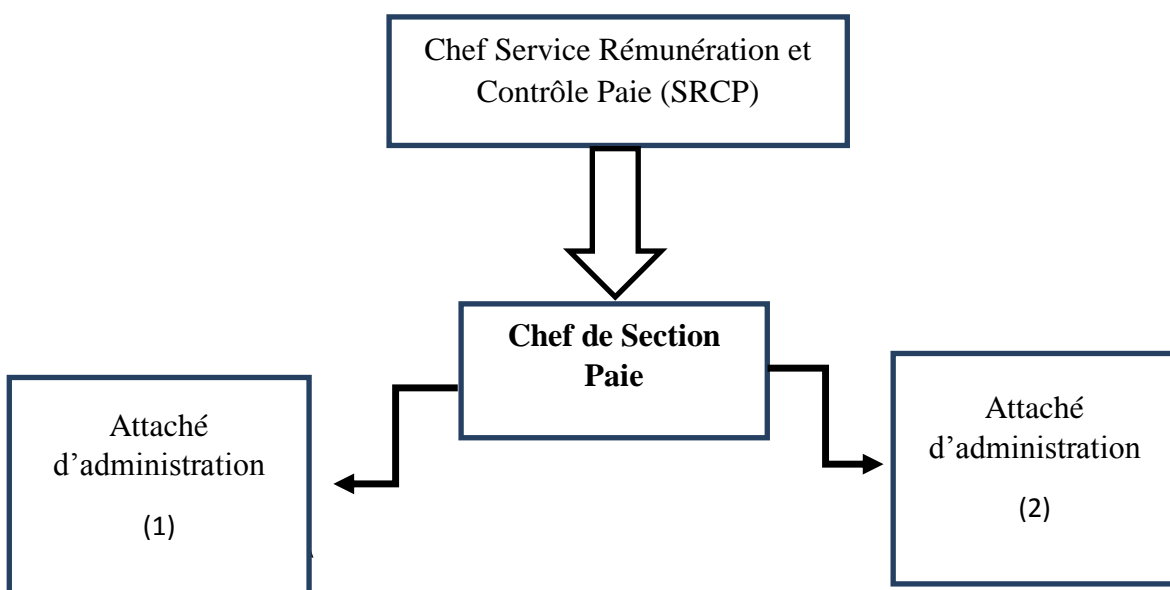 Chef Service Rémunération et
Contrôle Paie (SRCP)
Chef de Section
Paie
Attaché
d’administration
(1)
Attaché
d’administration
(2)